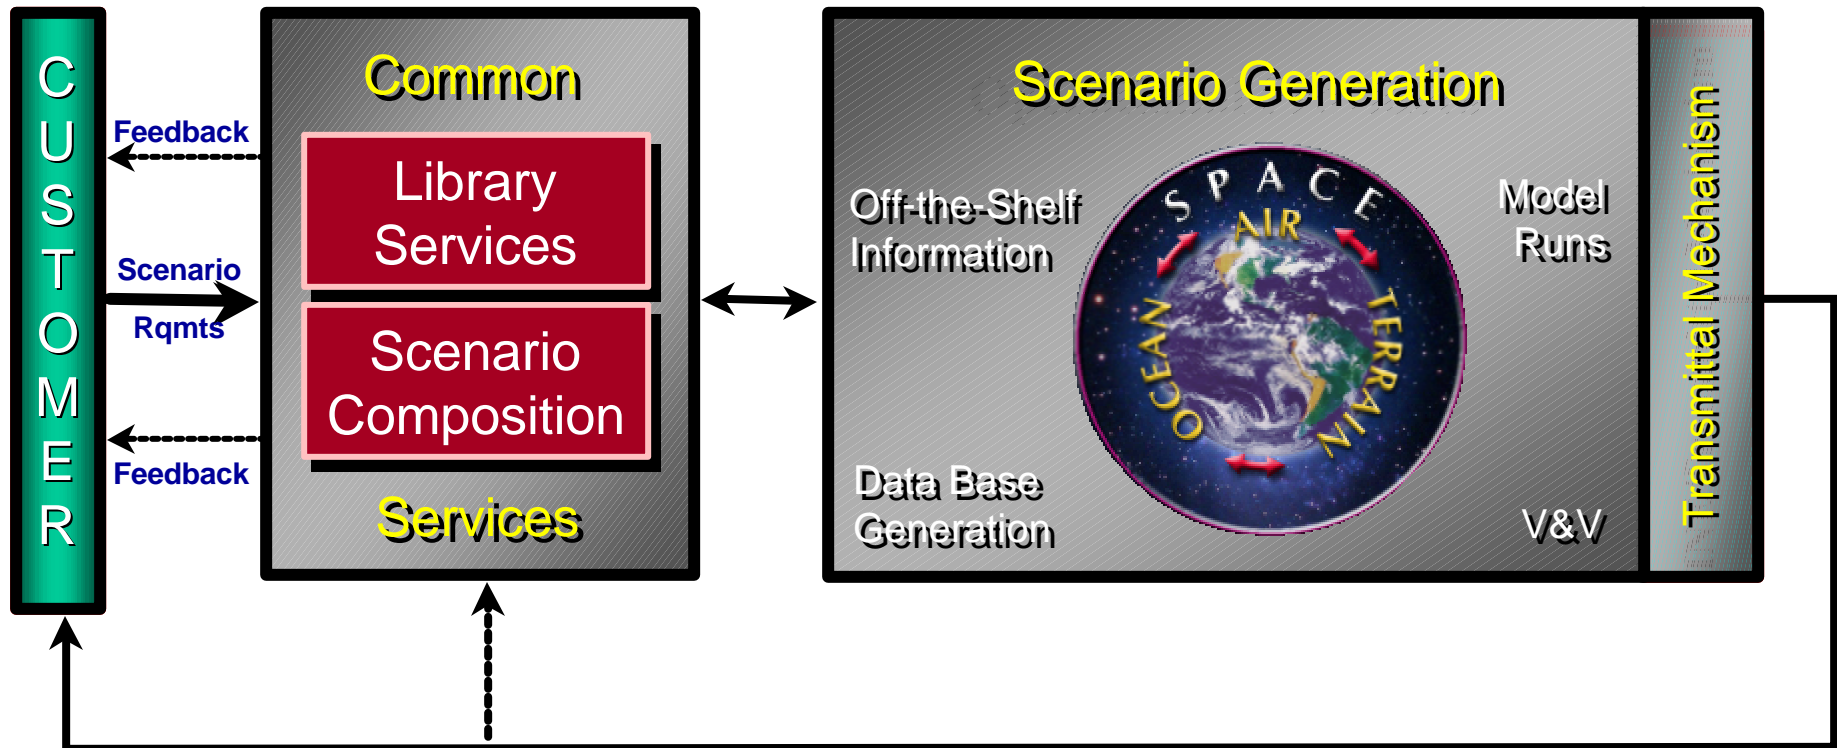 CUSTOMER
Feedback
Scenario
Rqmts
Feedback
Common
Library
Services
Scenario
Composition
Services
Scenario Generation
Off-the-Shelf
Information
Model
Runs
SPACE
AIR
OCEAN
TERRAIN
Data Base
Generation
V&V
Transmittal Mechanism